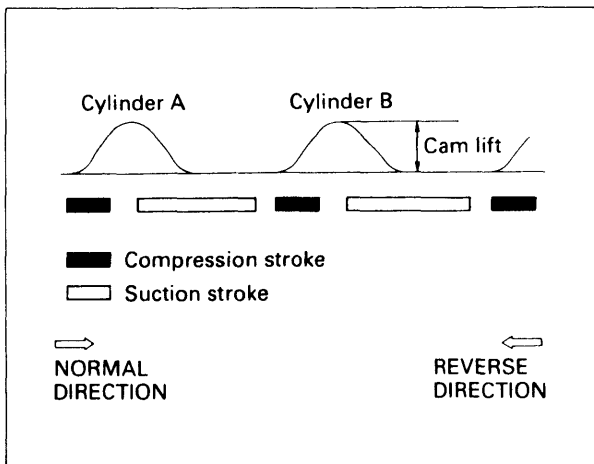 Cylinder A
Cylinder B
Cam lift
Compression stroke
Suction stroke
NORMAL
DIRECTION
REVERSE
DIRECTION